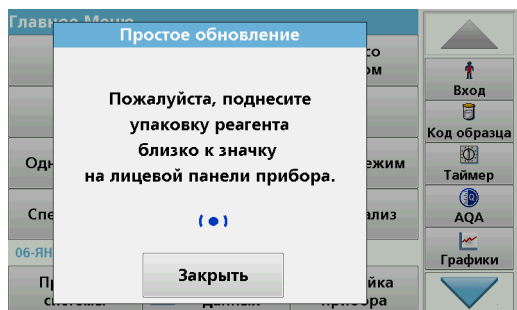 Главное Меню
Простое обновление
Пожалуйста, поднесите
упаковку реагента
близко к значку
на лицевой панели прибора.
Закрыть
Вход
Код образца
Таймер
AQA
Графики